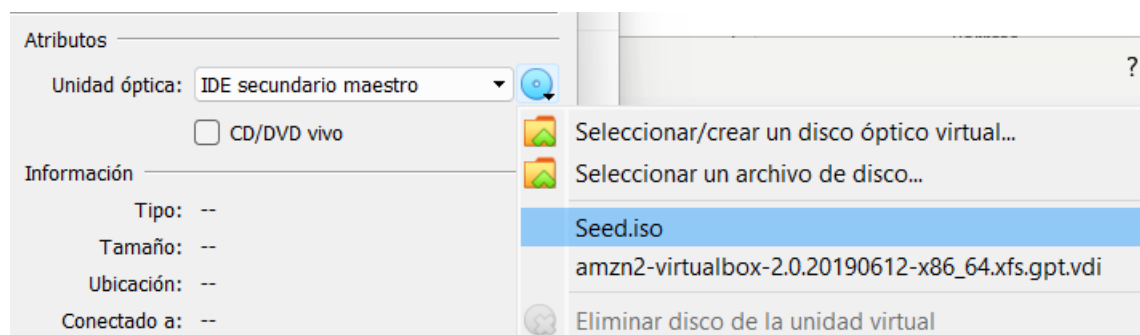 Atributos
Unidad óptica: IDE secundario maestro
?
CD/DVD vivo
Seleccionar/crear un disco óptico virtual...
Información
Seleccionar un archivo de disco...
Tipo: --
Seed.iso
Tamaño: --
amzn2-virtualbox-2.0.20190612-x86_64.xfs.gpt.vdi
Ubicación: --
Conectado a: --
Eliminar disco de la unidad virtual